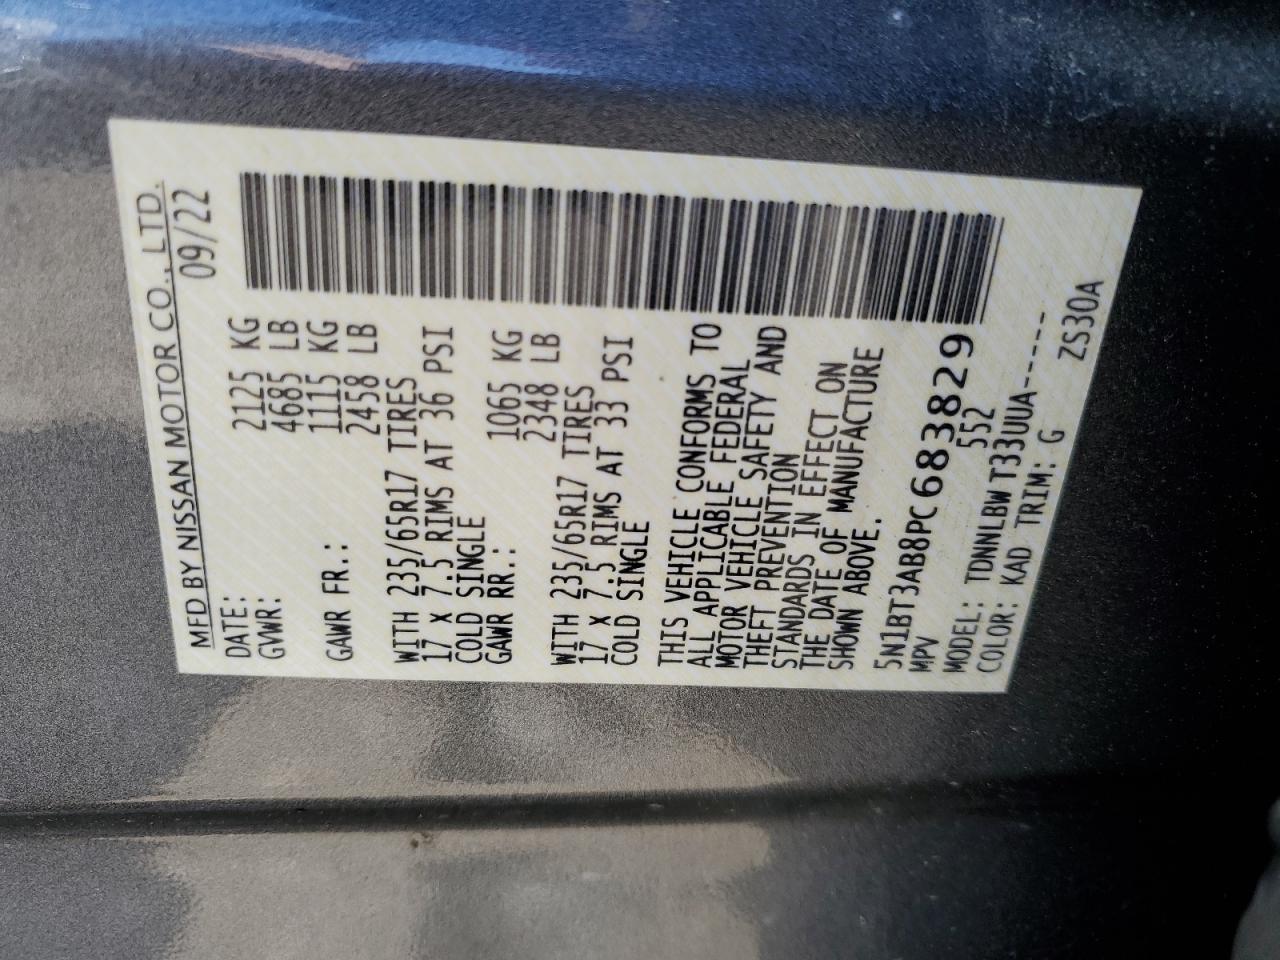 MFD BY NISSAN MOTOR CO., LTD.
DATE: 09/22
GVWR: 2125 KG
4685 LB
GAWR FR.: 1115 KG
2458 LB
WITH 235/65R17 TIRES
17 X 7.5 RIMS AT 36 PSI
COLD SINGLE
GAWR RR.: 1065 KG
2348 LB
WITH 235/65R17 TIRES
17 X 7.5 RIMS AT 33 PSI
COLD SINGLE
THIS VEHICLE CONFORMS TO
ALL APPLICABLE FEDERAL
MOTOR VEHICLE SAFETY AND
THEFT PREVENTION
STANDARDS IN EFFECT ON
THE DATE OF MANUFACTURE
SHOWN ABOVE.
5N1BT3AB8PC6838829
MPV 552
MODEL: TDNNLBW T33UUA-----
COLOR: KAD TRIM: G ZS30A